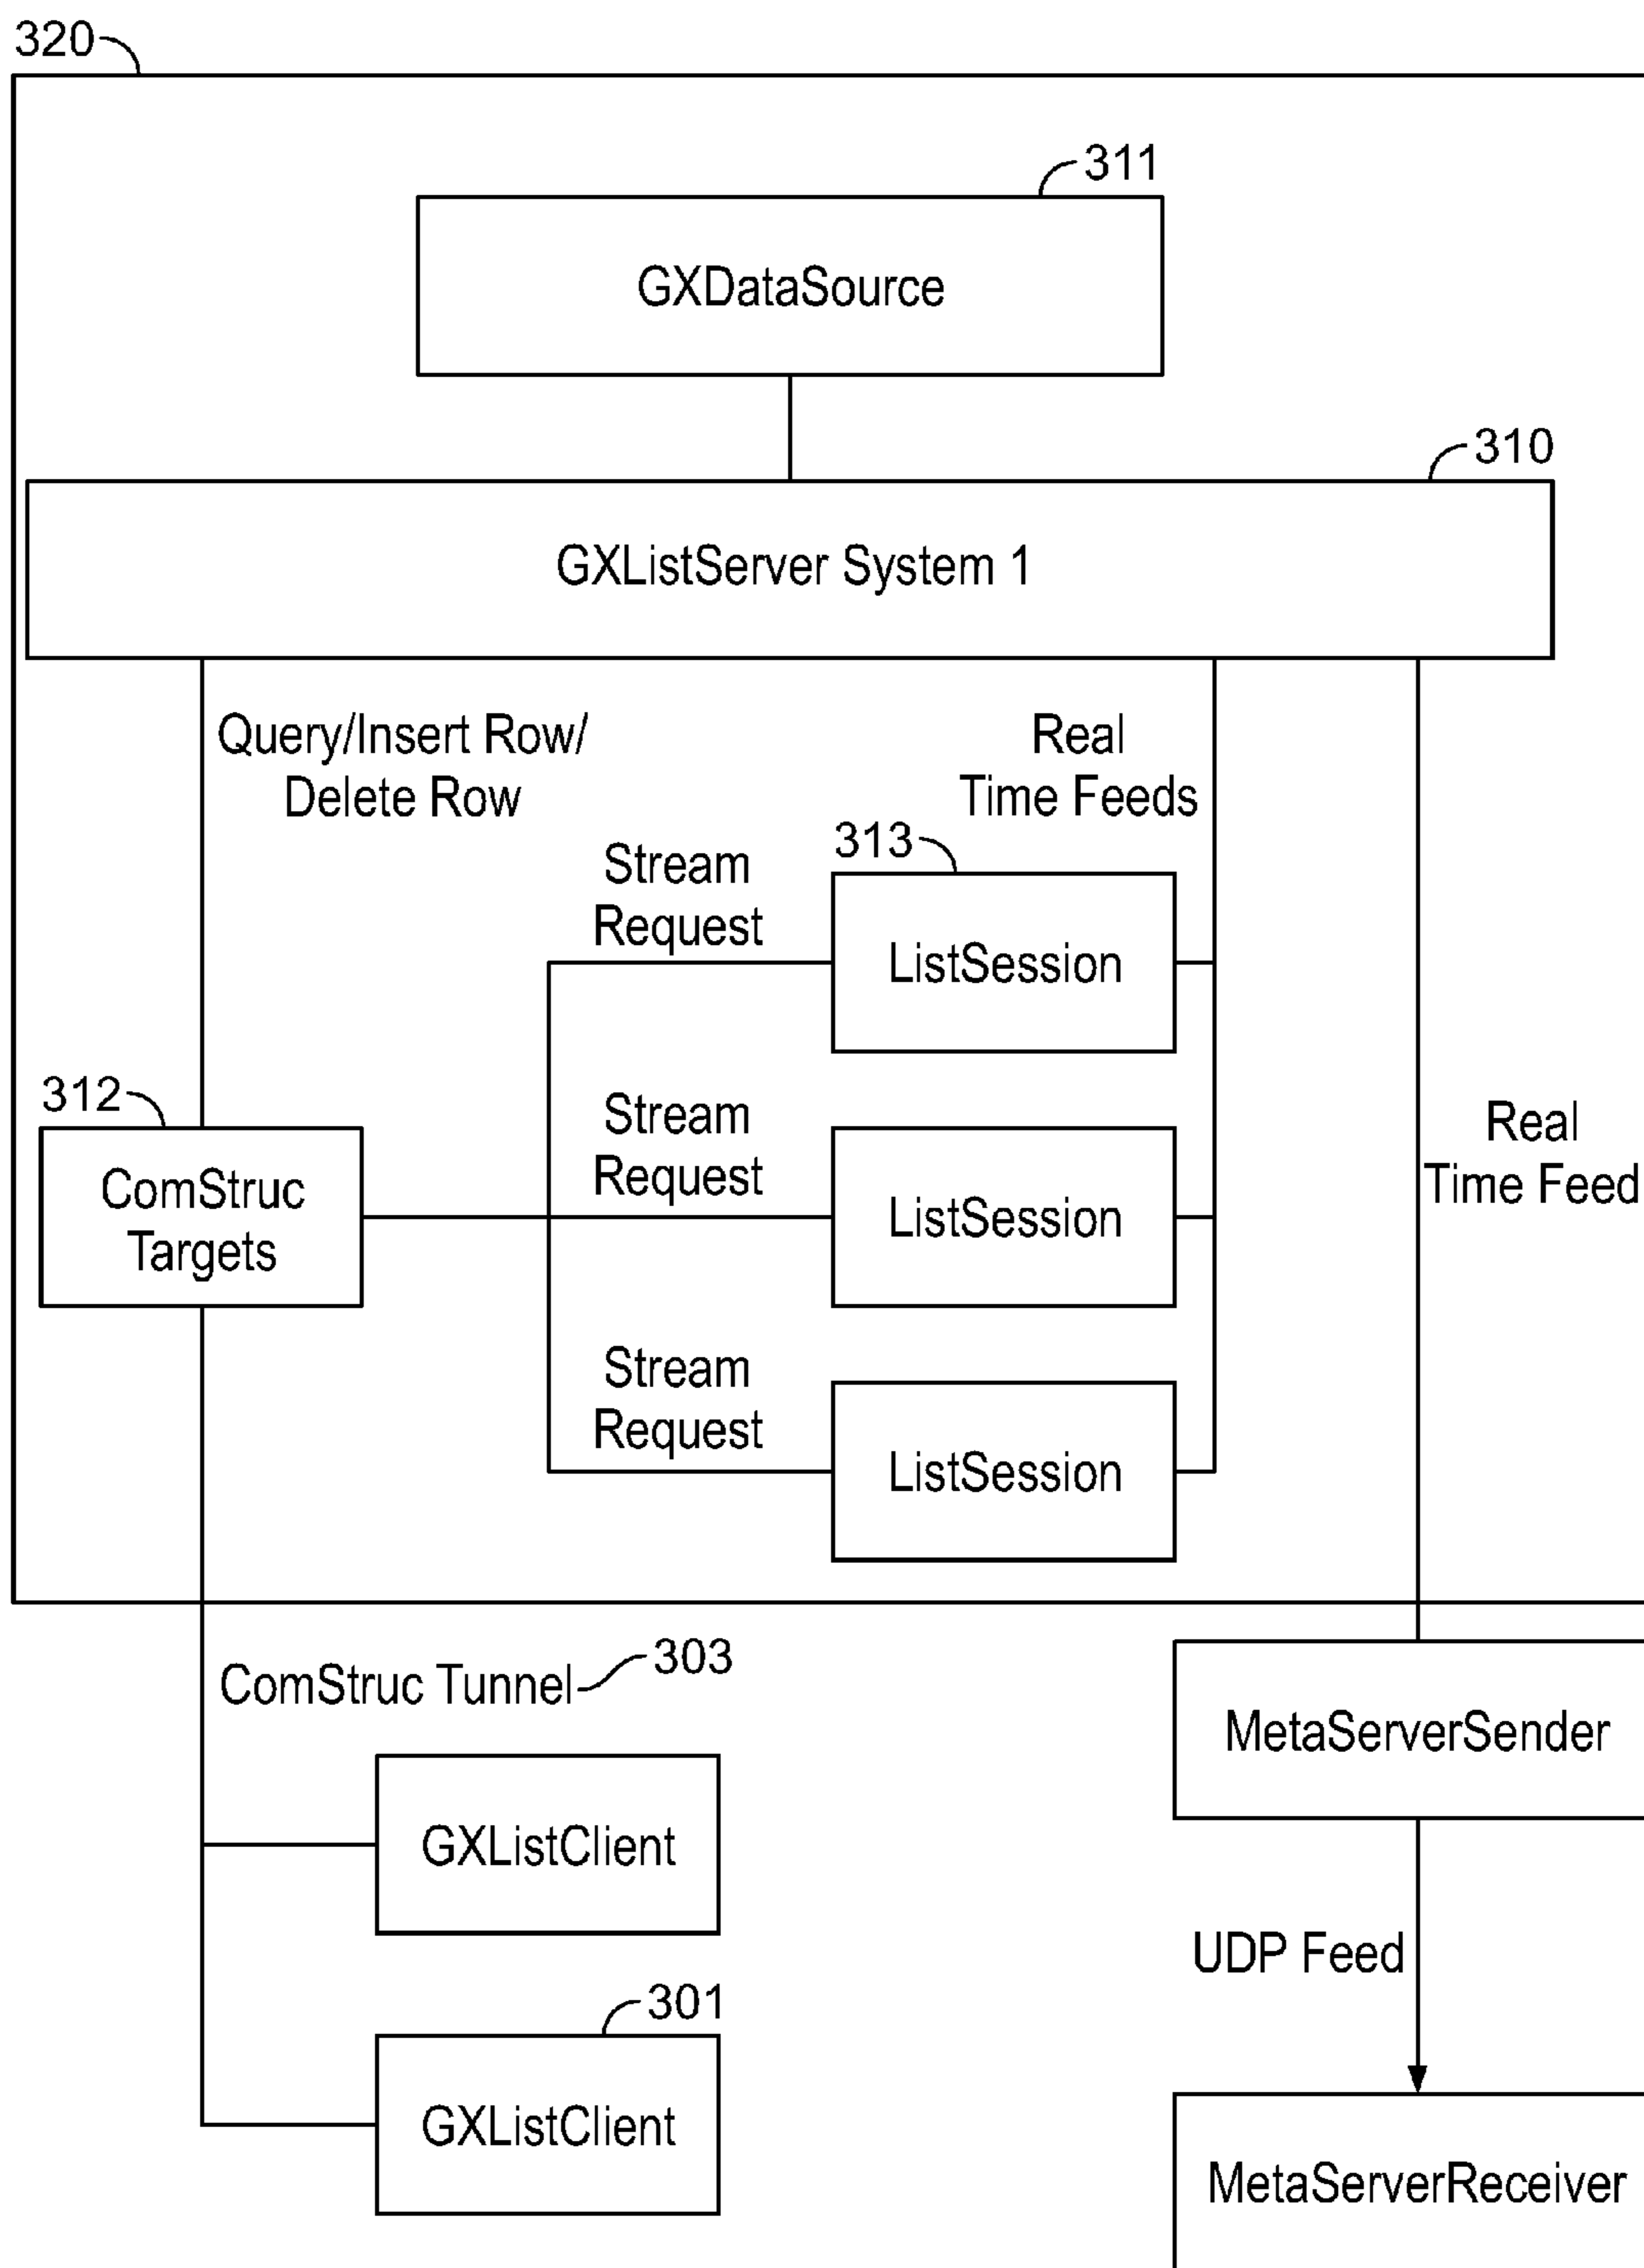 320
311
GXDataSource
310
GXListServer System 1
Query/Insert Row/
Delete Row
Real
Time Feeds
Stream
Request
313
ListSession
312
ComStruc
Targets
Stream
Request
ListSession
Real
Time Feed
Stream
Request
ListSession
ComStruc Tunnel
303
MetaServerSender
GXListClient
UDP Feed
301
GXListClient
MetaServerReceiver